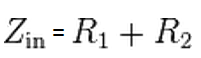 Z_in = R_1 + R_2